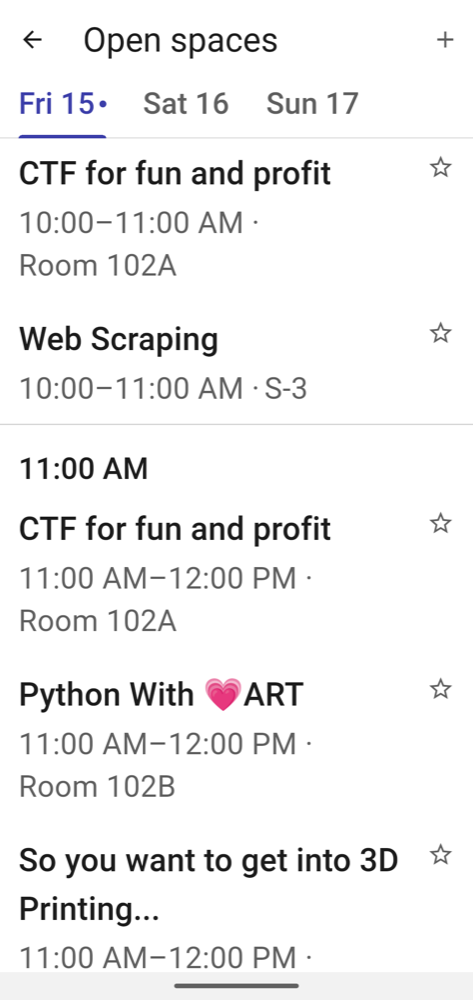 Open spaces
Fri 15•
Sat 16
Sun 17
CTF for fun and profit
10:00–11:00 AM ·
Room 102A
Web Scraping
10:00–11:00 AM · S-3
11:00 AM
CTF for fun and profit
11:00 AM–12:00 PM ·
Room 102A
Python With 💗ART
11:00 AM–12:00 PM ·
Room 102B
So you want to get into 3D
Printing...
11:00 AM–12:00 PM ·